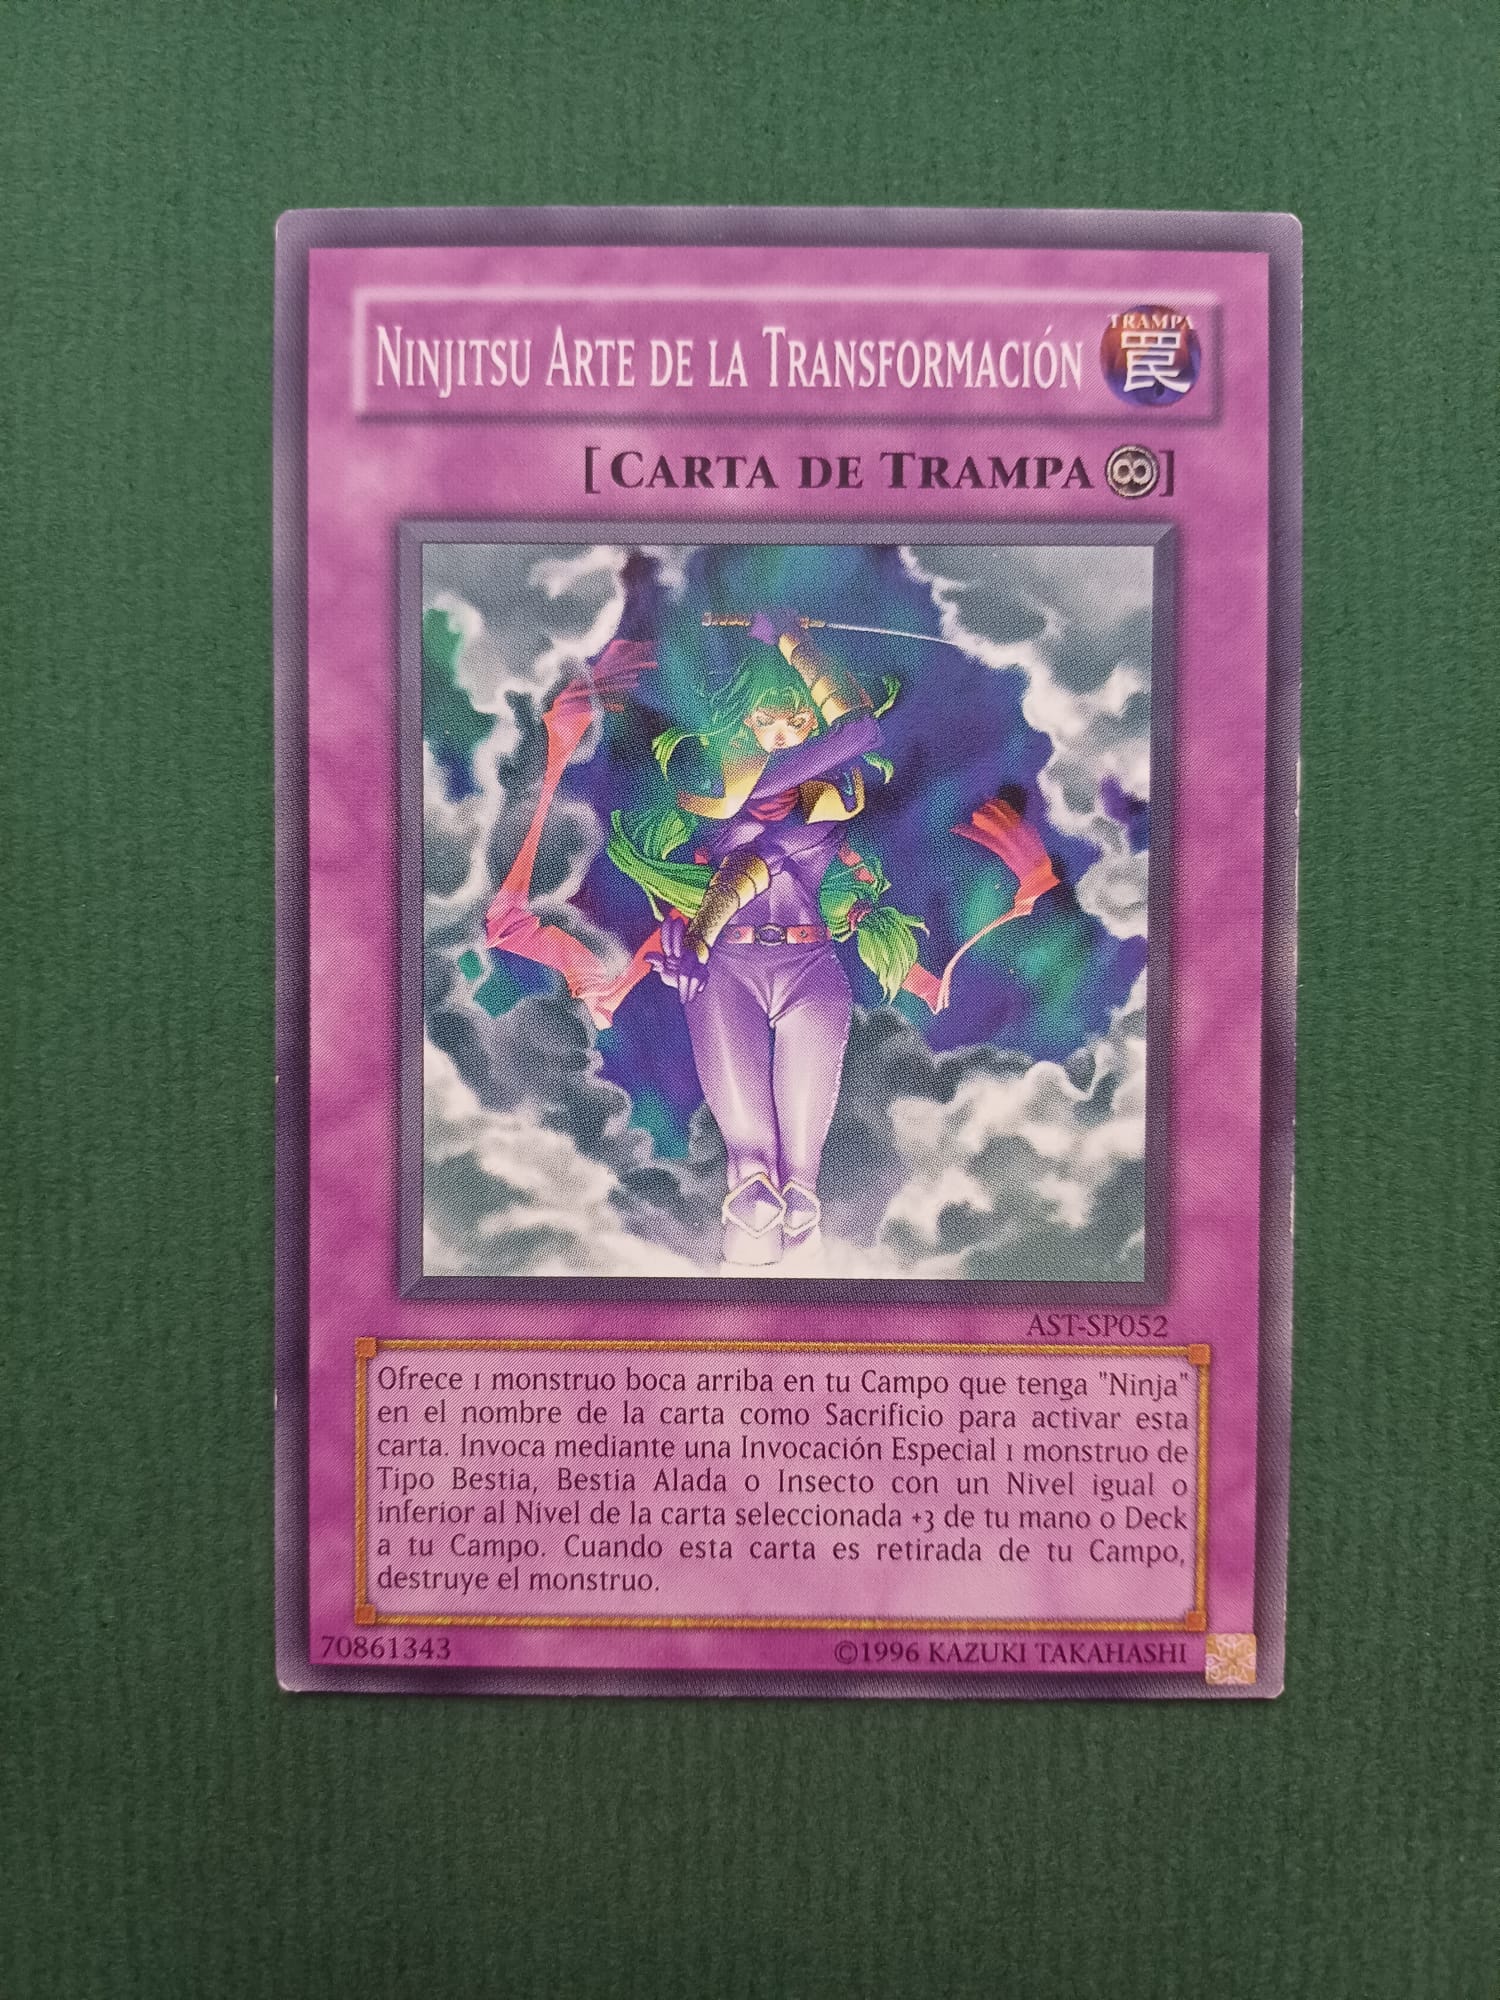 Ninjitsu Arte de la Transformación
TRAMPA
罠
[Carta de Trampa]
AST-SP052
Ofrece 1 monstruo boca arriba en tu Campo que tenga "Ninja"
en el nombre de la carta como Sacrificio para activar esta
carta. Invoca mediante una Invocación Especial 1 monstruo de
Tipo Bestia, Bestia Alada o Insecto con un Nivel igual o
inferior al Nivel de la carta seleccionada +3 de tu mano o Deck
a tu Campo. Cuando esta carta es retirada de tu Campo,
destruye el monstruo.
70861343
©1996 KAZUKI TAKAHASHI